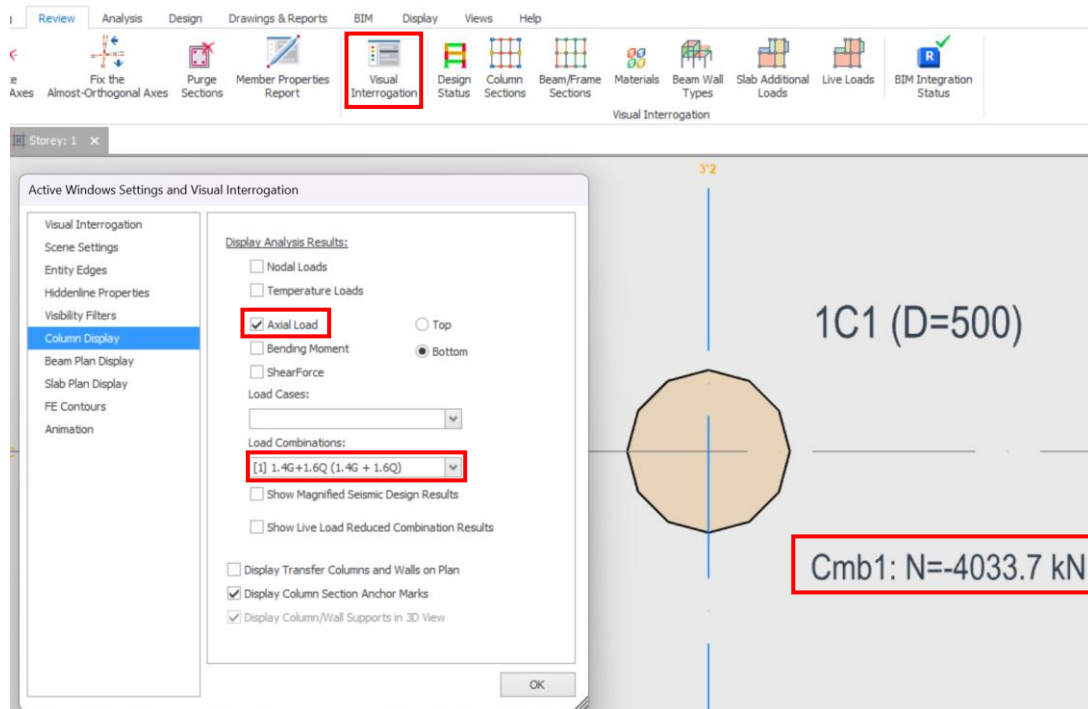 Review Analysis Design Drawings & Reports BIM Display Views Help
Fix the
Almost-Orthogonal Axes
Purge
Sections
Member Properties
Report
Visual
Interrogation
Design
Status
Column
Sections
Beam/Frame
Sections
Materials
Beam Wall
Types
Slab Additional
Loads
Live Loads
BIM Integration
Status
Axes
Visual Interrogation
Storey: 1
Active Windows Settings and Visual Interrogation
Visual Interrogation
Scene Settings
Entity Edges
Hiddenline Properties
Visibility Filters
Column Display
Beam Plan Display
Slab Plan Display
FE Contours
Animation
Display Analysis Results:
Nodal Loads
Temperature Loads
Axial Load
Top
Bending Moment
Bottom
ShearForce
Load Cases:
Load Combinations:
[1] 1.4G+1.6Q (1.4G + 1.6Q)
Show Magnified Seismic Design Results
Show Live Load Reduced Combination Results
Display Transfer Columns and Walls on Plan
Display Column Section Anchor Marks
Display Column/Wall Supports in 3D View
OK
3'2
1C1 (D=500)
Cmb1: N=-4033.7 kN